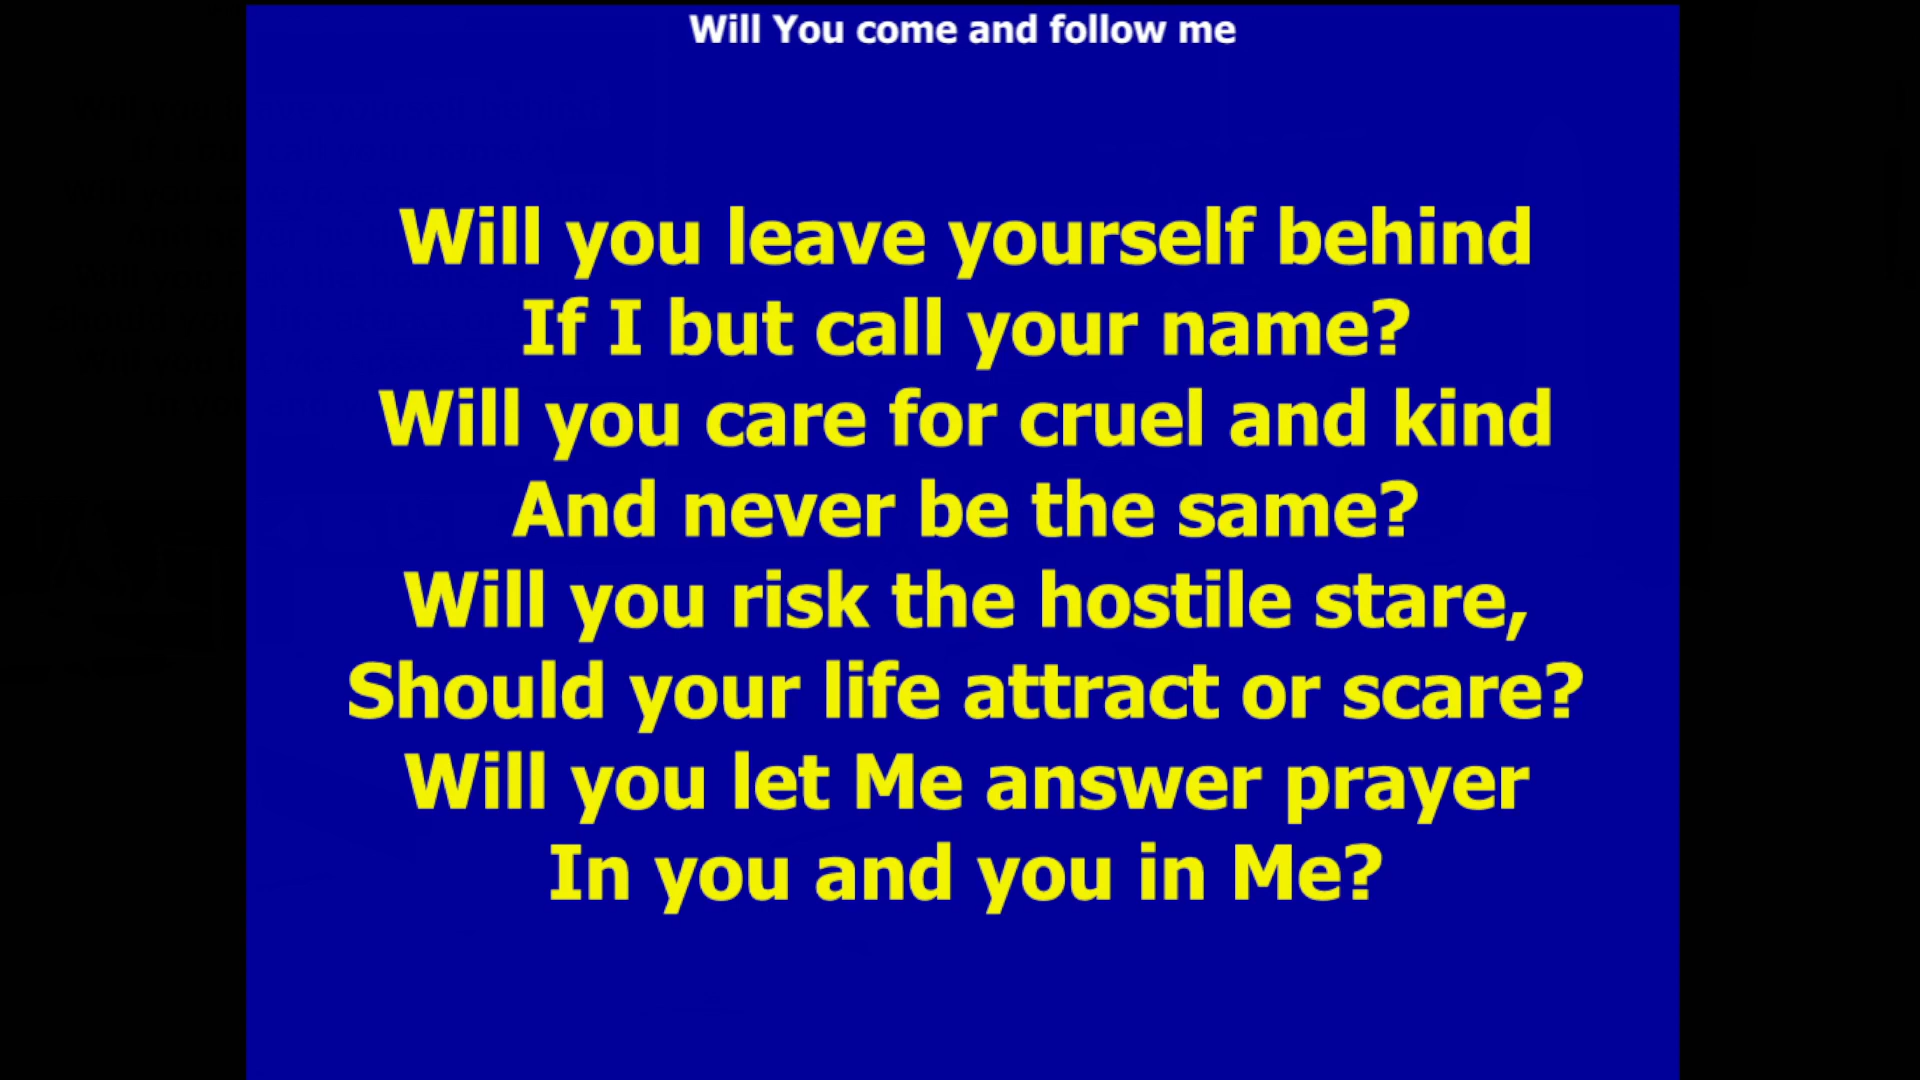 Will You come and follow me
Will you leave yourself behind
If I but call your name?
Will you care for cruel and kind
And never be the same?
Will you risk the hostile stare,
Should your life attract or scare?
Will you let Me answer prayer
In you and you in Me?